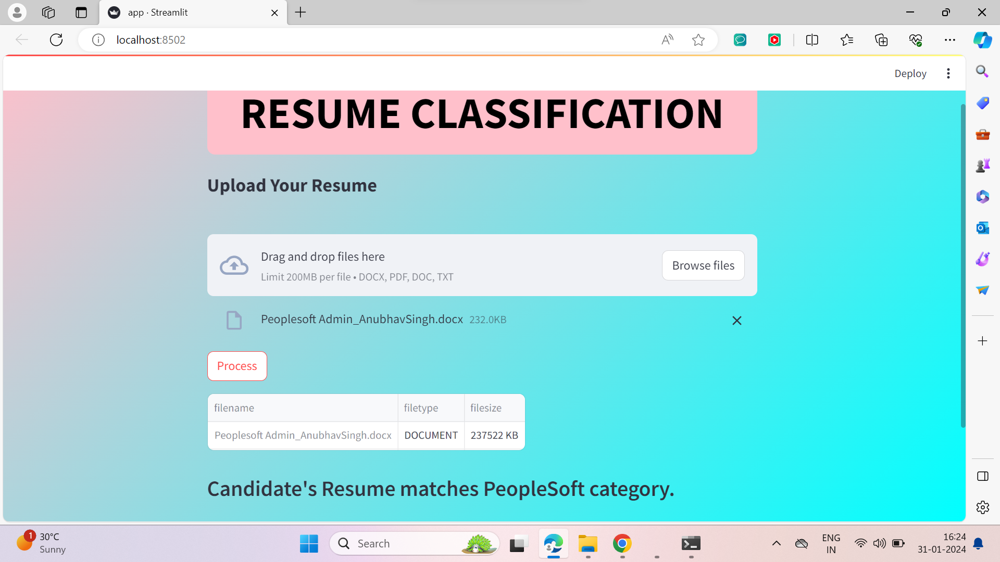 app · Streamlit
localhost:8502
Deploy
RESUME CLASSIFICATION
Upload Your Resume
Drag and drop files here
Limit 200MB per file • DOCX, PDF, DOC, TXT
Browse files
Peoplesoft Admin_AnubhavSingh.docx 232.0KB
Process
filename filetype filesize
Peoplesoft Admin_AnubhavSingh.docx DOCUMENT 237522 KB
Candidate's Resume matches PeopleSoft category.
1
30°C
Sunny
Search
ENG
IN
16:24
31-01-2024